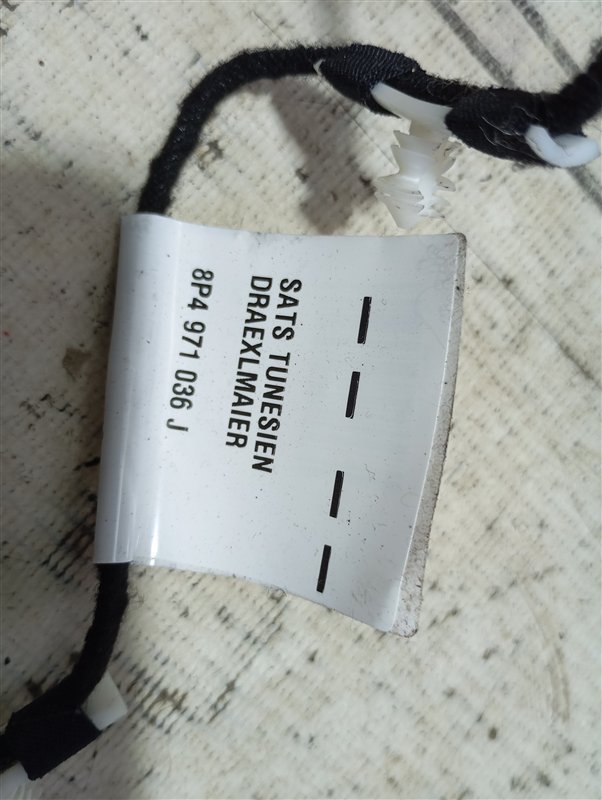 SATS TUNESIEN
DRAEXLMAIER
8P4 971 036 J